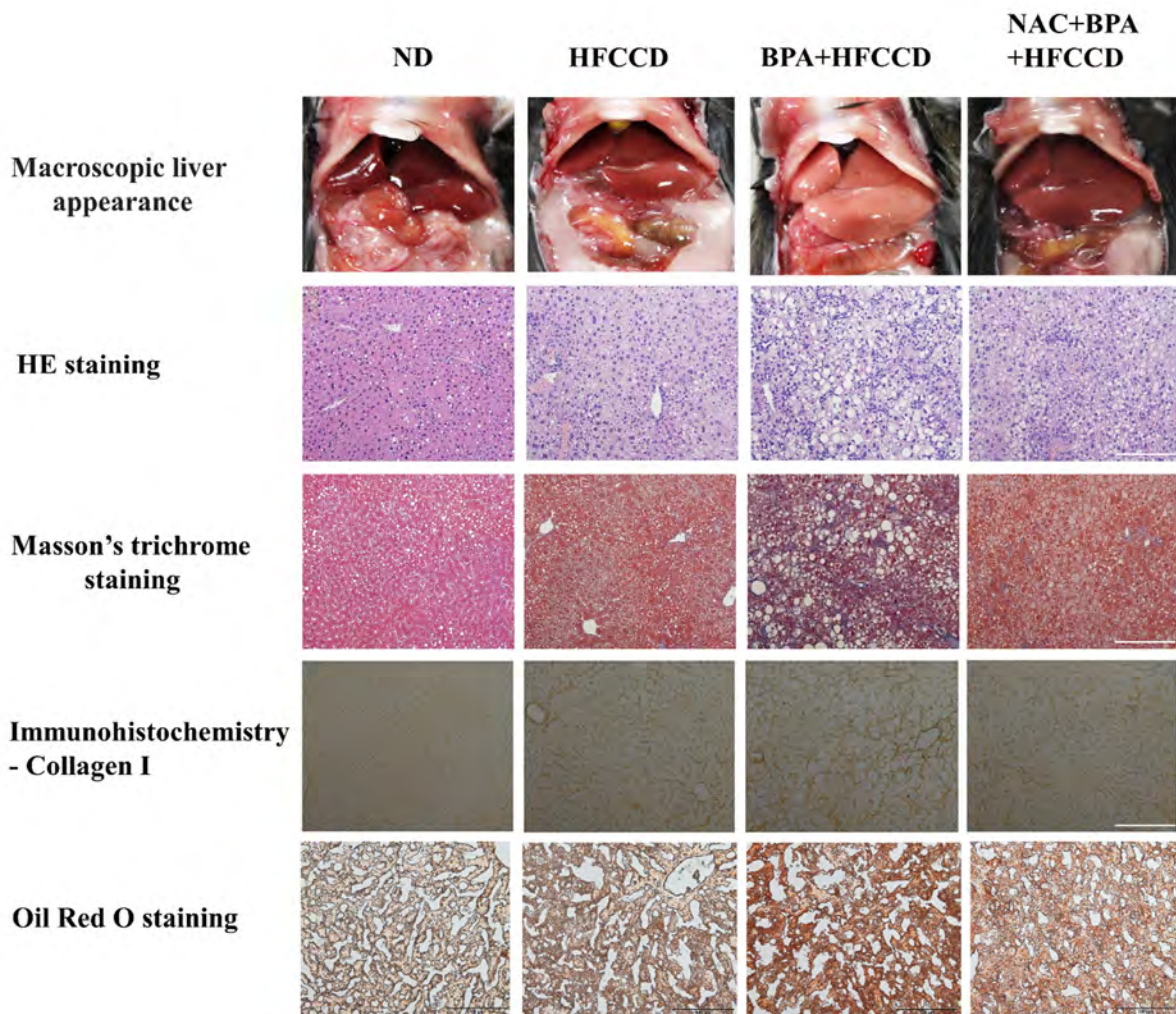 ND
HFCCD
BPA+HFCCD
NAC+BPA
+HFCCD
Macroscopic liver
appearance
HE staining
Masson’s trichrome
staining
Immunohistochemistry
- Collagen I
Oil Red O staining